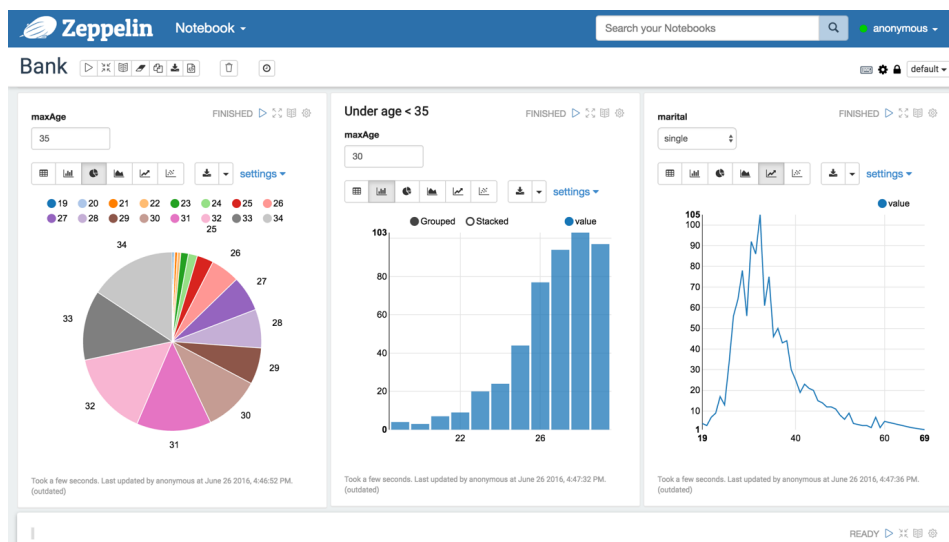 Zeppelin Notebook Search your Notebooks anonymous
Bank default
maxAge FINISHED
35
settings
19 20 21 22 23 24 25 26
27 28 29 30 31 32 33 34
25
34 26
27
33
28
29
32
30
31
Took a few seconds. Last updated by anonymous at June 26 2016, 4:46:52 PM.
(outdated)
Under age < 35 FINISHED
maxAge
30
settings
Grouped Stacked value
103
80
60
40
20
0
22 26
Took a few seconds. Last updated by anonymous at June 26 2016, 4:47:32 PM.
(outdated)
marital FINISHED
single
settings
value
105
100
90
80
70
60
50
40
30
20
10
1
19 40 60 69
Took a few seconds. Last updated by anonymous at June 26 2016, 4:47:36 PM.
(outdated)
READY